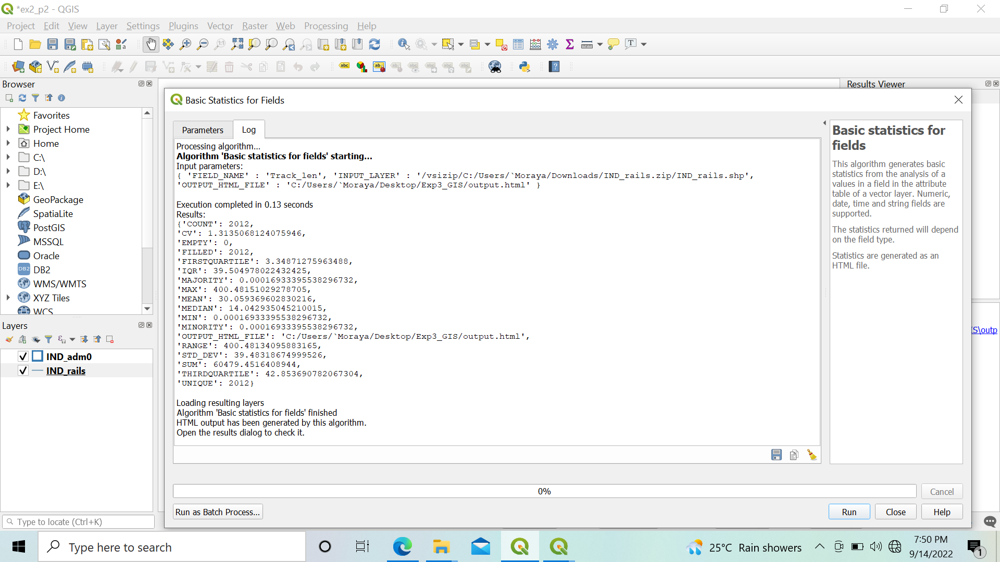 *ex2_p2 - QGIS
Project Edit View Layer Settings Plugins Vector Raster Web Processing Help
Browser
Results Viewer
Favorites
Project Home
Home
C:\
D:\
E:\
GeoPackage
SpatiaLite
PostGIS
MSSQL
Oracle
DB2
WMS/WMTS
XYZ Tiles
WCS
Layers
IND_adm0
IND_rails
Type to locate (Ctrl+K)
Basic Statistics for Fields
Parameters Log
Processing algorithm...
Algorithm 'Basic statistics for fields' starting...
Input parameters:
{ 'FIELD_NAME' : 'Track_len', 'INPUT_LAYER' : '/vsizip/C:/Users/`Moraya/Downloads/IND_rails.zip/IND_rails.shp',
'OUTPUT_HTML_FILE' : 'C:/Users/`Moraya/Desktop/Exp3_GIS/output.html' }
Execution completed in 0.13 seconds
Results:
{'COUNT': 2012,
'CV': 1.3135068124075946,
'EMPTY': 0,
'FILLED': 2012,
'FIRSTQUARTILE': 3.34871275963488,
'IQR': 39.504978022432425,
'MAJORITY': 0.00016933395538296732,
'MAX': 400.48151029278705,
'MEAN': 30.059369602830216,
'MEDIAN': 14.042935045210015,
'MIN': 0.00016933395538296732,
'MINORITY': 0.00016933395538296732,
'OUTPUT_HTML_FILE': 'C:/Users/`Moraya/Desktop/Exp3_GIS/output.html',
'RANGE': 400.48134095883165,
'STD_DEV': 39.48318674999526,
'SUM': 60479.4516408944,
'THIRDQUARTILE': 42.853690782067304,
'UNIQUE': 2012}
Loading resulting layers
Algorithm 'Basic statistics for fields' finished
HTML output has been generated by this algorithm.
Open the results dialog to check it.
Basic statistics for
fields
This algorithm generates basic
statistics from the analysis of a
values in a field in the attribute
table of a vector layer. Numeric,
date, time and string fields are
supported.
The statistics returned will depend
on the field type.
Statistics are generated as an
HTML file.
IS\outp
0%
Cancel
Run as Batch Process...
Run Close Help
Type here to search
25°C Rain showers
7:50 PM
9/14/2022
1